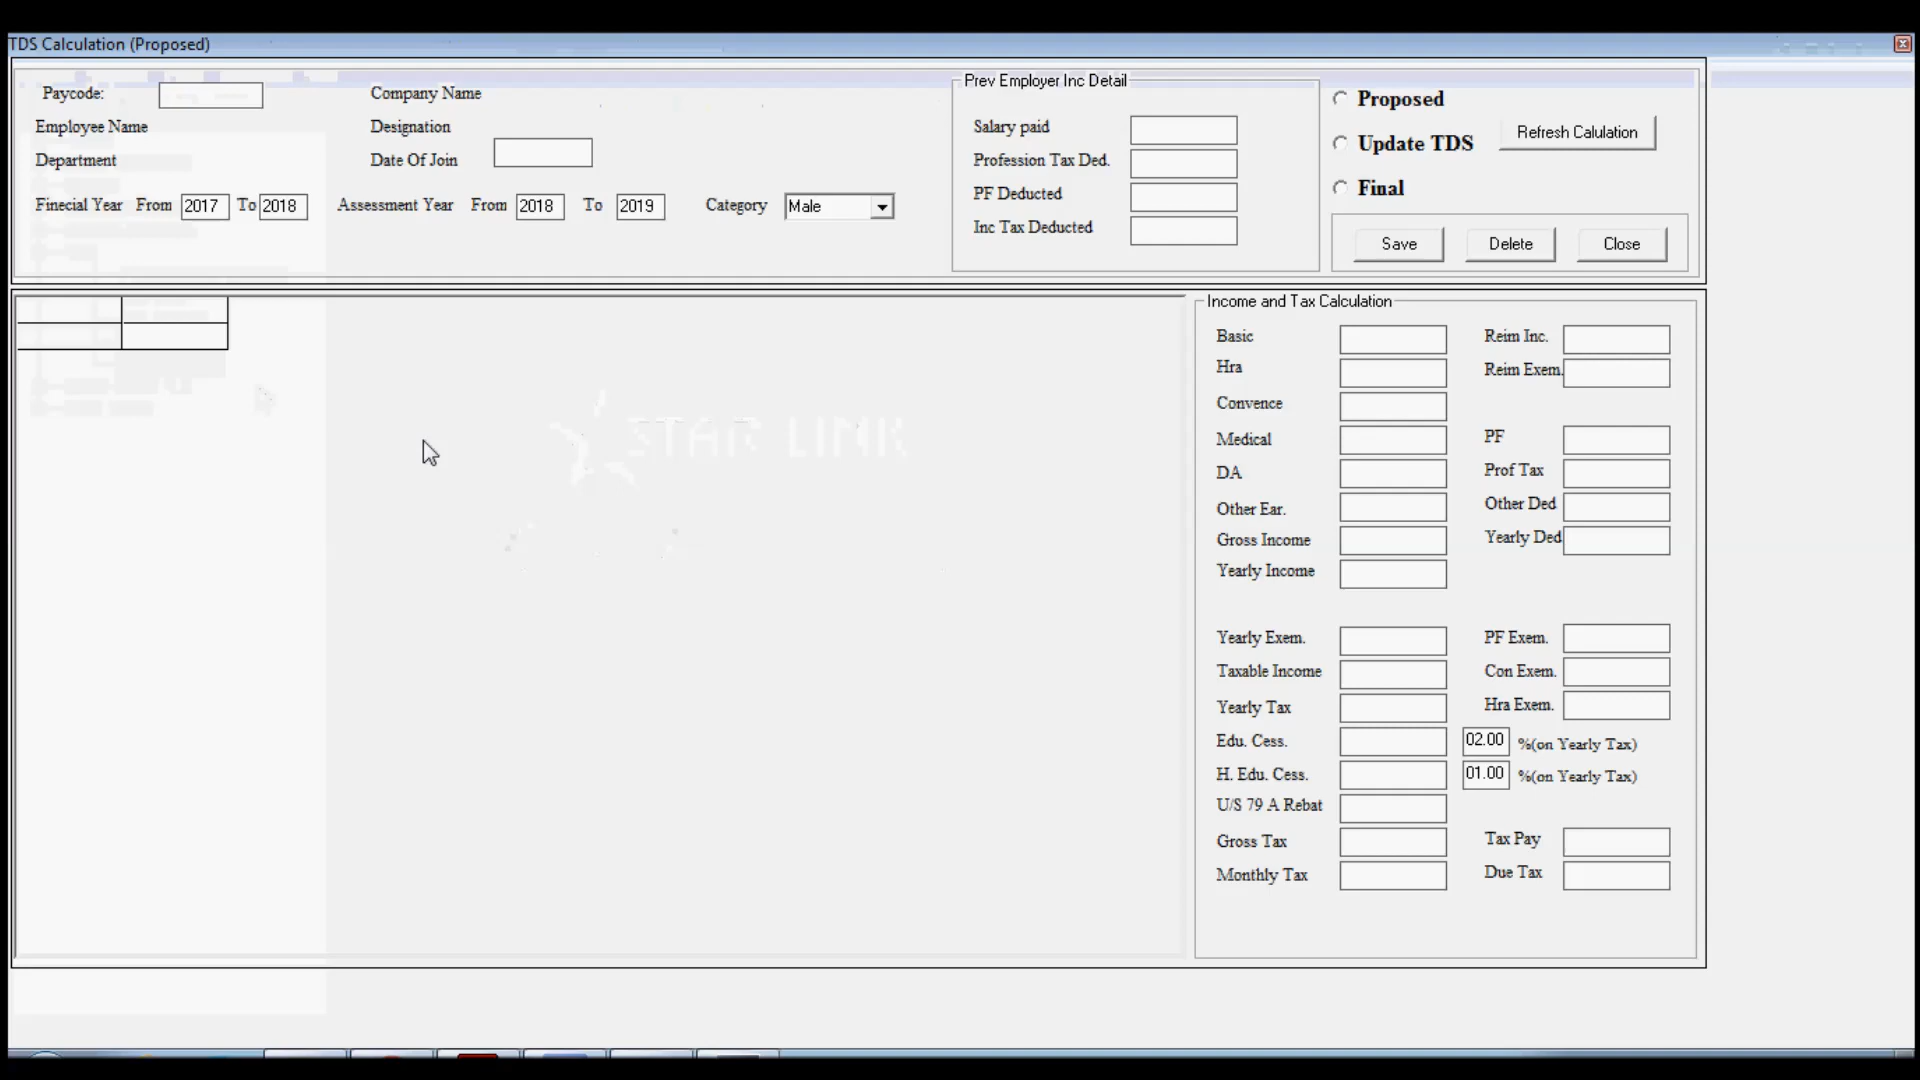 TDS Calculation (Proposed)
Paycode:
Company Name
Employee Name
Designation
Department
Date Of Join
Finecial Year From 2017 To 2018 Assessment Year From 2018 To 2019 Category Male
Prev Employer Inc Detail
Salary paid
Profession Tax Ded.
PF Deducted
Inc Tax Deducted
Proposed
Update TDS
Final
Refresh Calulation
Save Delete Close
STAR LINK
Income and Tax Calculation
Basic
Reim Inc.
Hra
Reim Exem.
Convence
Medical
PF
DA
Prof Tax
Other Ear.
Other Ded
Gross Income
Yearly Ded
Yearly Income
Yearly Exem.
PF Exem.
Taxable Income
Con Exem.
Yearly Tax
Hra Exem.
Edu. Cess.
02.00 %(on Yearly Tax)
H. Edu. Cess.
01.00 %(on Yearly Tax)
U/S 79 A Rebat
Gross Tax
Tax Pay
Monthly Tax
Due Tax